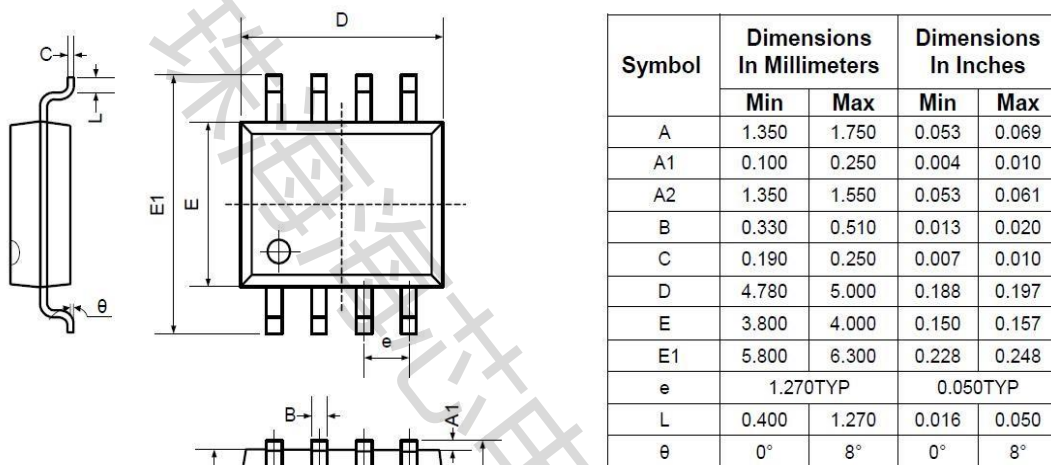 D
C
L
E1
E
θ
e
B
A1
珠海芯
Symbol Dimensions In Millimeters Dimensions In Inches
Min Max Min Max
A 1.350 1.750 0.053 0.069
A1 0.100 0.250 0.004 0.010
A2 1.350 1.550 0.053 0.061
B 0.330 0.510 0.013 0.020
C 0.190 0.250 0.007 0.010
D 4.780 5.000 0.188 0.197
E 3.800 4.000 0.150 0.157
E1 5.800 6.300 0.228 0.248
e 1.270TYP 0.050TYP
L 0.400 1.270 0.016 0.050
θ 0° 8° 0° 8°